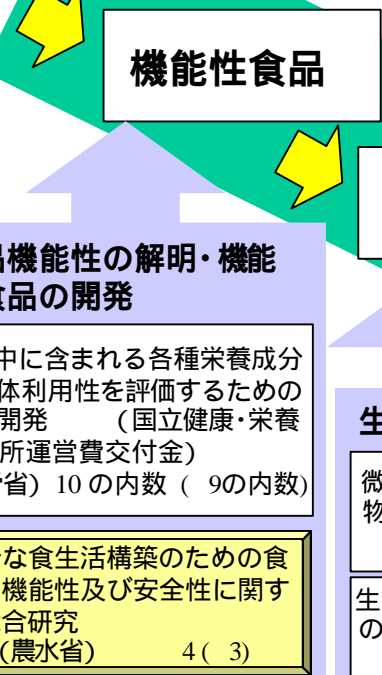 機能性食品
品機能性の解明・機能
食品の開発
中に含まれる各種栄養成分
体利用性を評価するための
開発 (国立健康・栄養
所運営費交付金)
省) 10 の内数 ( 9の内数)
な食生活構築のための食
機能性及び安全性に関す
合研究
(農水省) 4 ( 3)
生
微
物
生
の